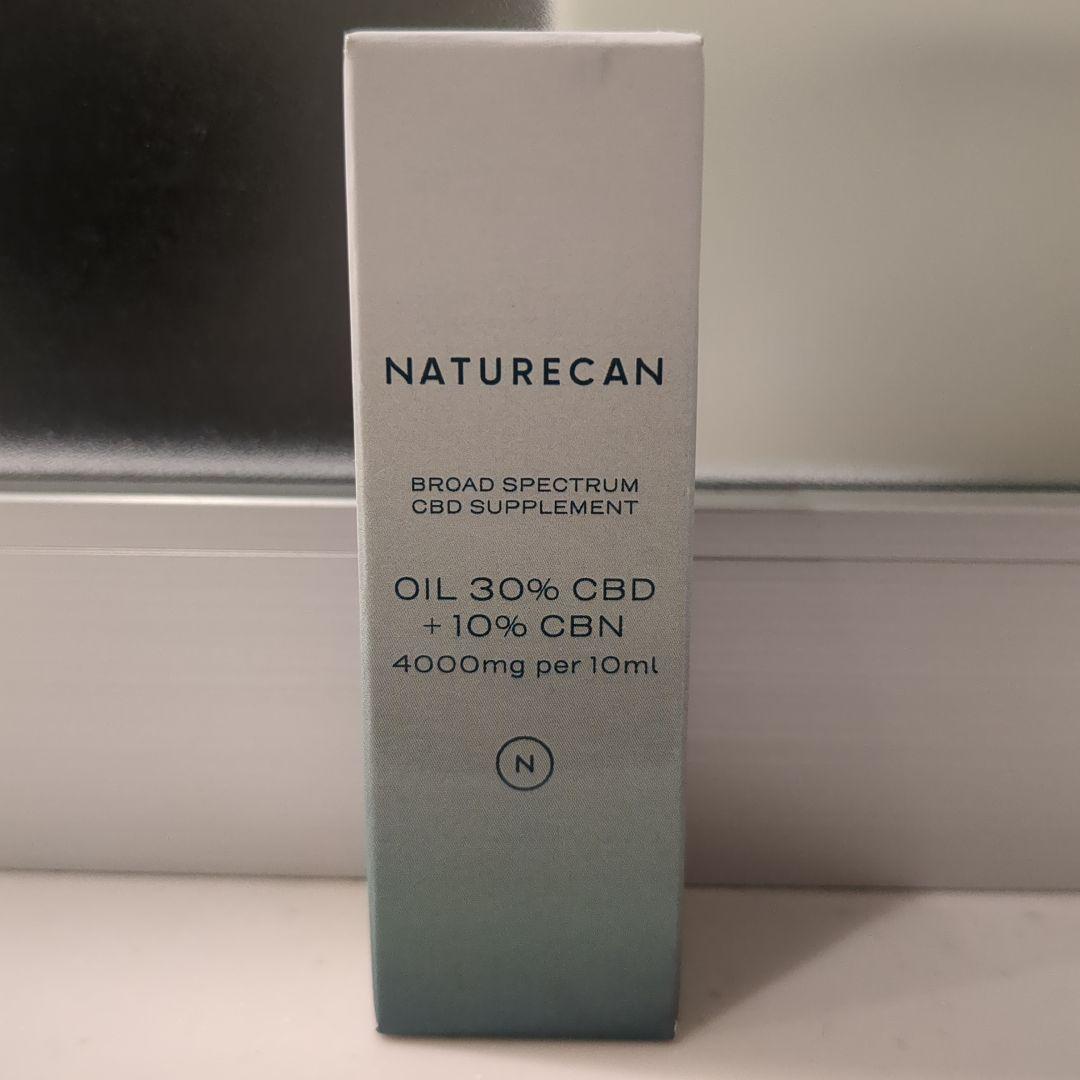 NATURECAN
BROAD SPECTRUM
CBD SUPPLEMENT
OIL 30% CBD
+ 10% CBN
4000mg per 10ml
N